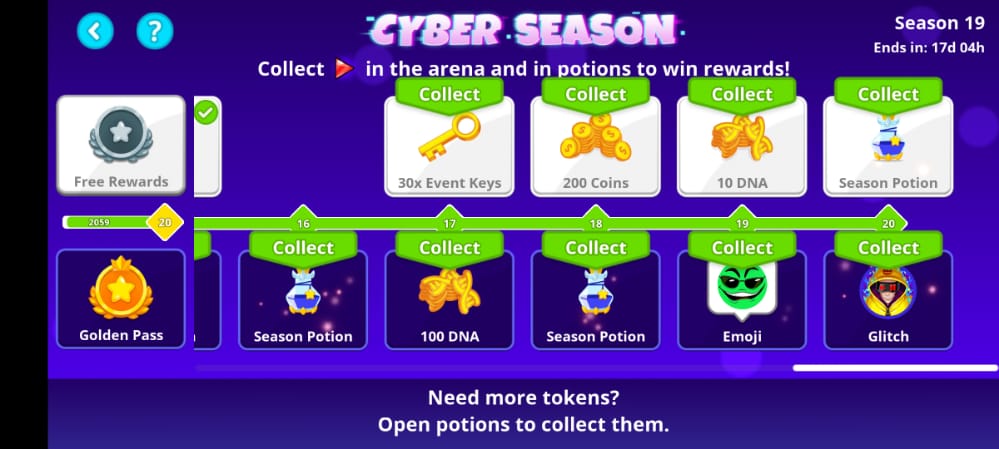 ?
CYBER SEASON
Season 19
Ends in: 17d 04h
Collect in the arena and in potions to win rewards!
Collect
Collect
Collect
Collect
Free Rewards
30x Event Keys
200 Coins
10 DNA
Season Potion
2059
20
16
17
18
19
20
Collect
Collect
Collect
Collect
Collect
Golden Pass
Season Potion
100 DNA
Season Potion
Emoji
Glitch
Need more tokens?
Open potions to collect them.